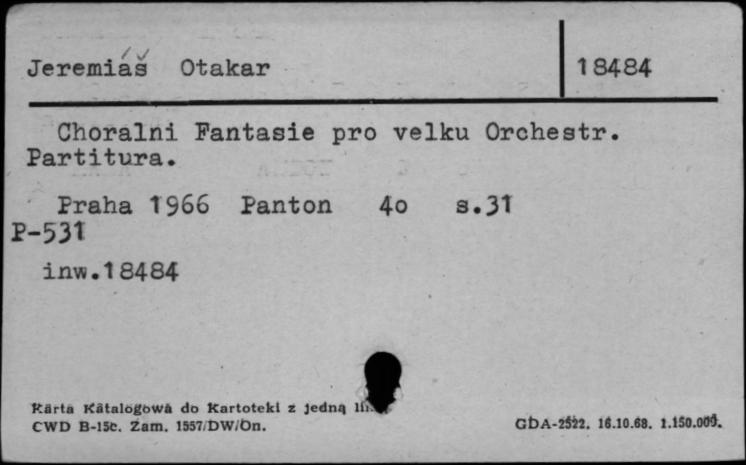 Jeremiáš Otakar 18484
Choralni Fantasie pro velku Orchestr.
Partitura.
Praha 1966 Panton 4o s.31
P-531
inw.18484
Karta Katalogowa do Kartoteki z jedną
CWD B-15c. Zam. 1557/DW/On. GDA-2522. 16.10.68. 1.150.000.